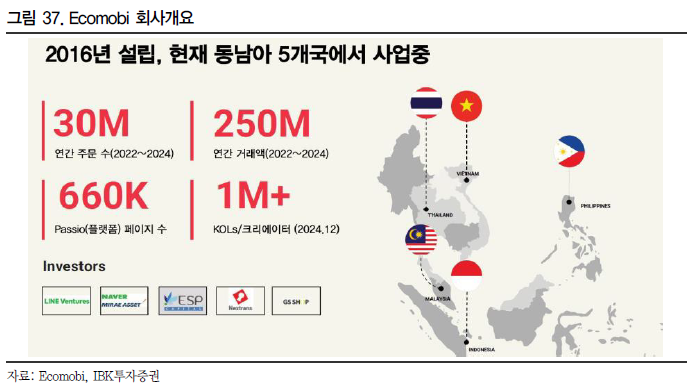 그림 37. Ecomobi 회사개요
2016년 설립, 현재 동남아 5개국에서 사업중
30M
연간 주문 수(2022~2024)
250M
연간 거래액(2022~2024)
660K
Passio(플랫폼) 페이지 수
1M+
KOLs/크리에이터 (2024,12)
Investors
LINE Ventures
NAVER
MIRAE ASSET
ESP
CAPITAL
Nextrans
GS SHOP
VIETNAM
THAILAND
PHILIPPINES
MALAYSIA
INDONESIA
자료: Ecomobi, IBK투자증권